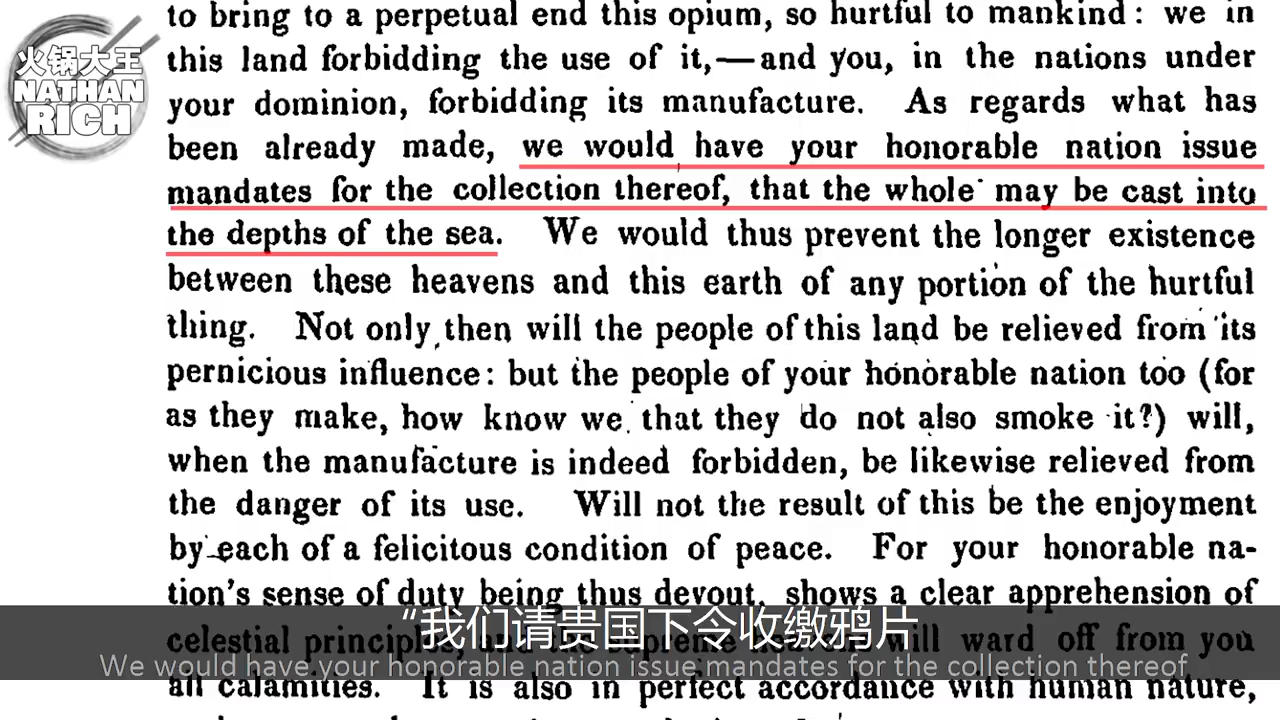 火锅大王
NATHAN
RICH
to bring to a perpetual end this opium, so hurtful to mankind: we in
this land forbidding the use of it,—and you, in the nations under
your dominion, forbidding its manufacture. As regards what has
been already made, we would have your honorable nation issue
mandates for the collection thereof, that the whole may be cast into
the depths of the sea. We would thus prevent the longer existence
between these heavens and this earth of any portion of the hurtful
thing. Not only then will the people of this land be relieved from its
pernicious influence: but the people of your honorable nation too (for
as they make, how know we that they do not also smoke it?) will,
when the manufacture is indeed forbidden, be likewise relieved from
the danger of its use. Will not the result of this be the enjoyment
by each of a felicitous condition of peace. For your honorable na-
tion's sense of duty being thus devout, shows a clear apprehension of
celestial principles, and the supreme heaven will ward off from you
“我们请贵国下令收缴鸦片
We would have your honorable nation issue mandates for the collection thereof
all calamities. It is also in perfect accordance with human nature,